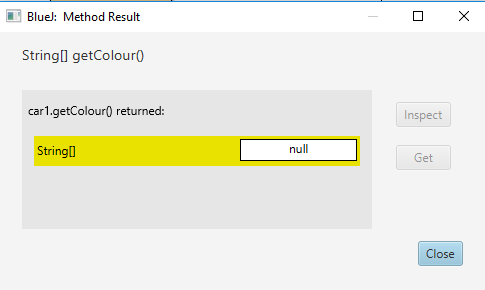 BlueJ: Method Result
String[] getColour()
car1.getColour() returned:
Inspect
String[]
null
Get
Close